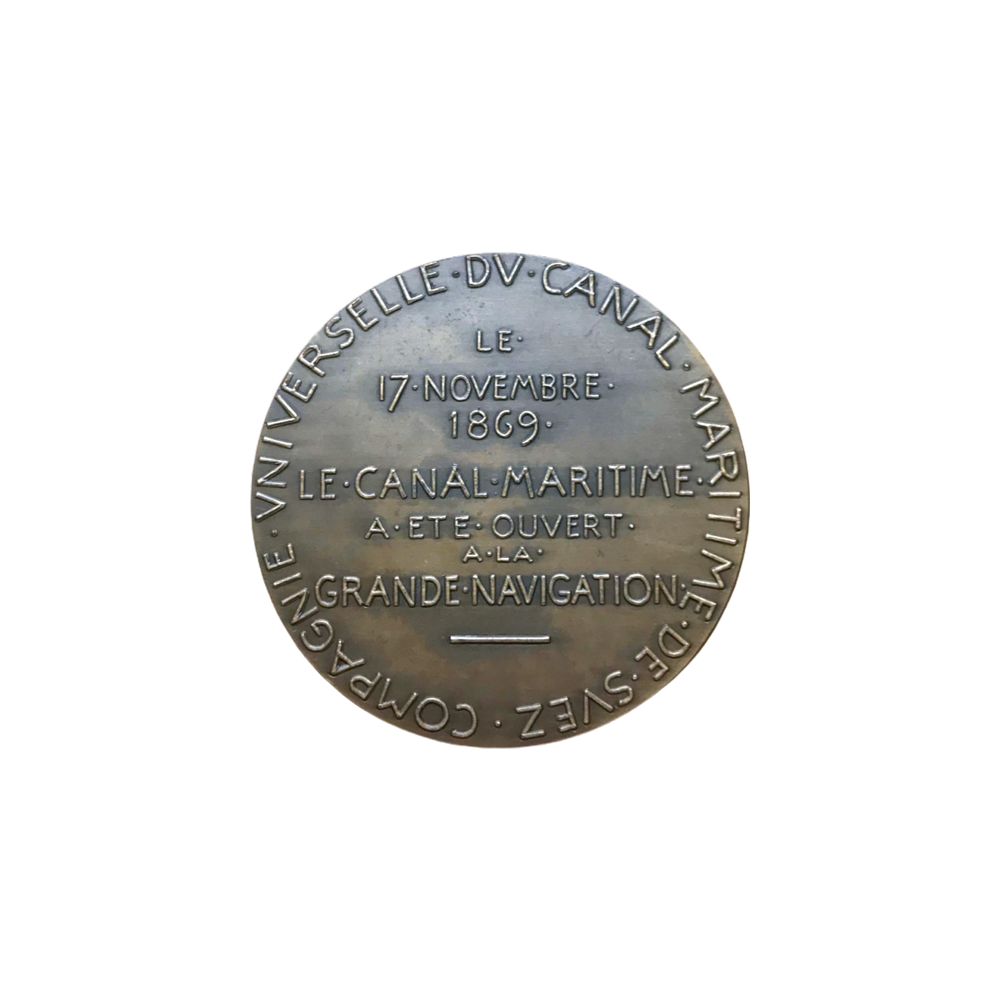 COMPAGNIE · VNIVERSELLE · DV · CANAL · MARITIME · DE · SVEZ ·
LE ·
17 · NOVEMBRE ·
1869 ·
LE · CANAL · MARITIME ·
A · ETE · OUVERT ·
A · LA ·
GRANDE · NAVIGATION ·